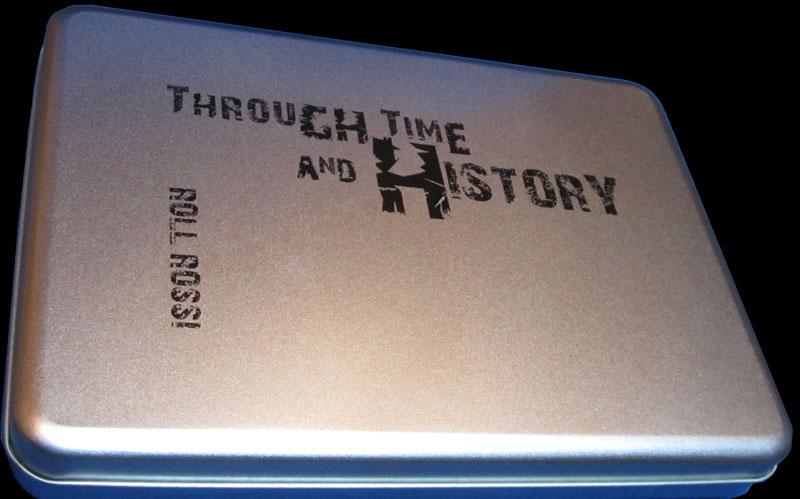 THROUGH TIME
AND HISTORY
ROLL ROSSI